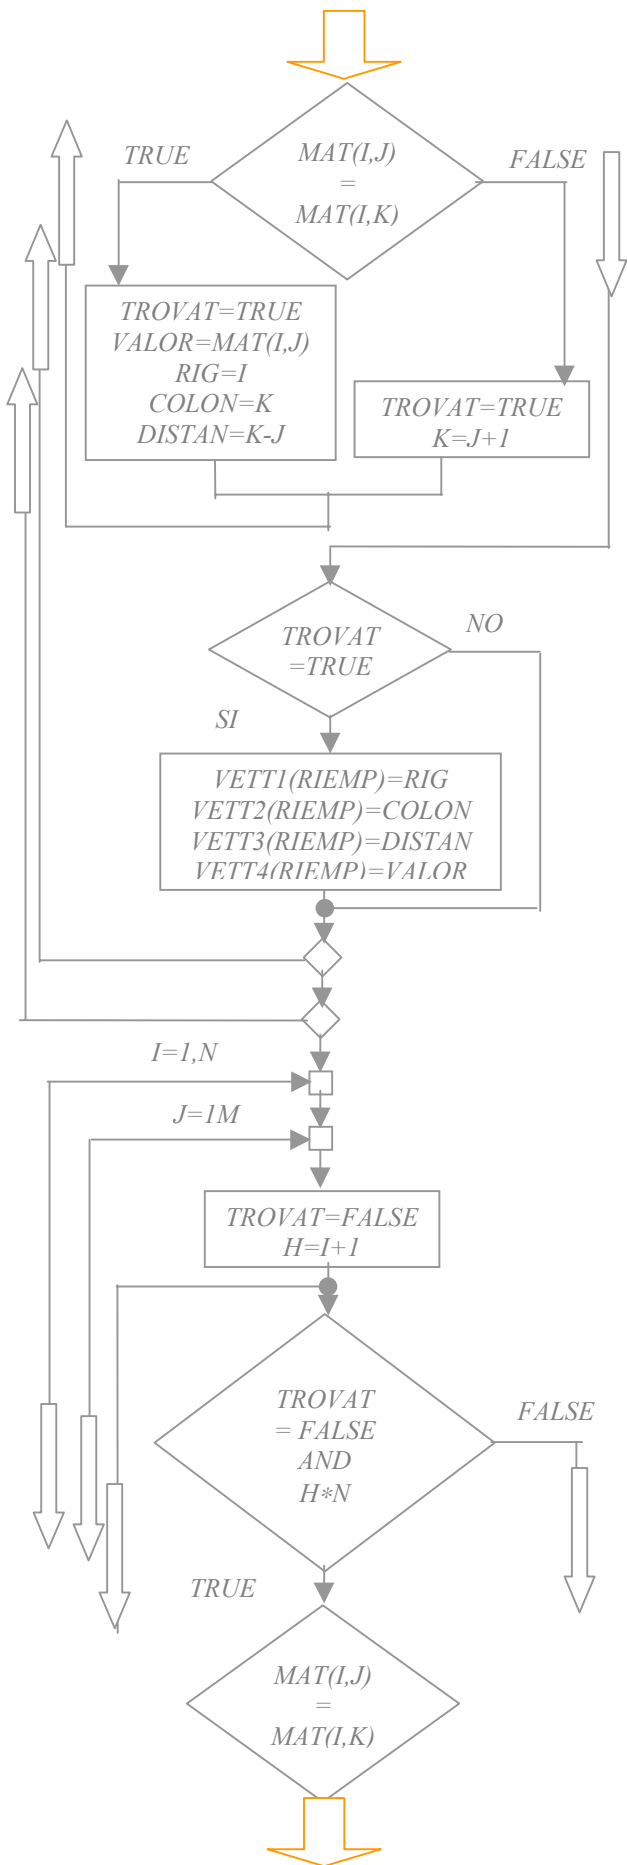 TRUE
MAT(I,J)
=
MAT(I,K)
FALSE
TROVAT=TRUE
VALOR=MAT(I,J)
RIG=I
COLON=K
DISTAN=K-J
TROVAT=TRUE
K=J+1
TROVAT
=TRUE
NO
SI
VETT1(RIEMP)=RIG
VETT2(RIEMP)=COLON
VETT3(RIEMP)=DISTAN
VETT4(RIEMP)=VALOR
I=1,N
J=1M
TROVAT=FALSE
H=I+1
TROVAT
= FALSE
AND
H*N
FALSE
TRUE
MAT(I,J)
=
MAT(I,K)